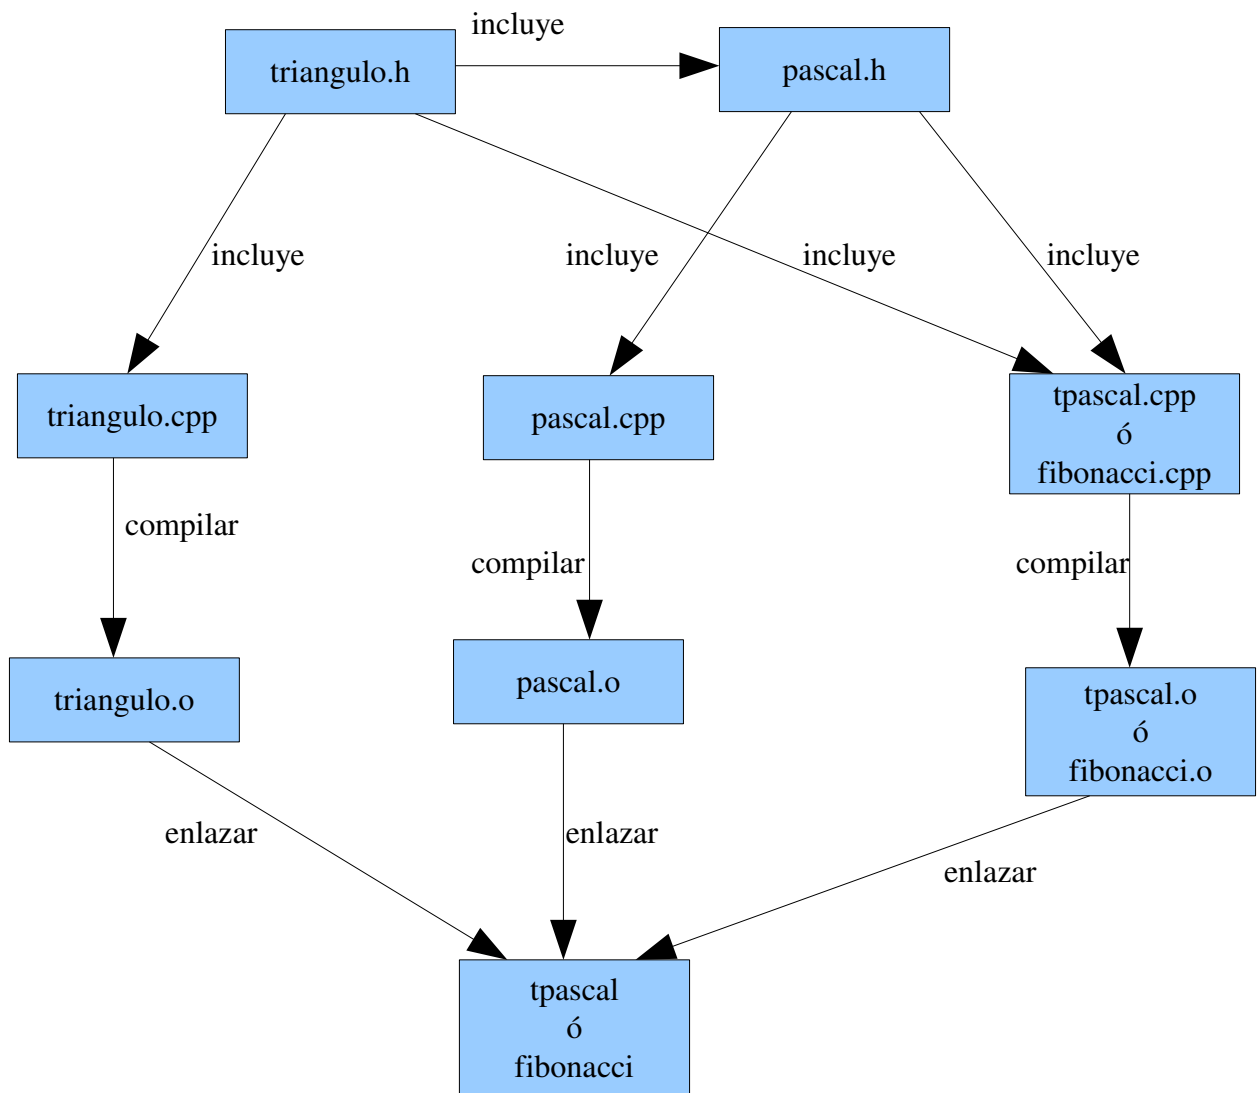 incluye
triangulo.h
pascal.h
incluye
incluye
incluye
incluye
triangulo.cpp
pascal.cpp
tpascal.cpp
ó
fibonacci.cpp
compilar
compilar
compilar
triangulo.o
pascal.o
tpascal.o
ó
fibonacci.o
enlazar
enlazar
enlazar
tpascal
ó
fibonacci